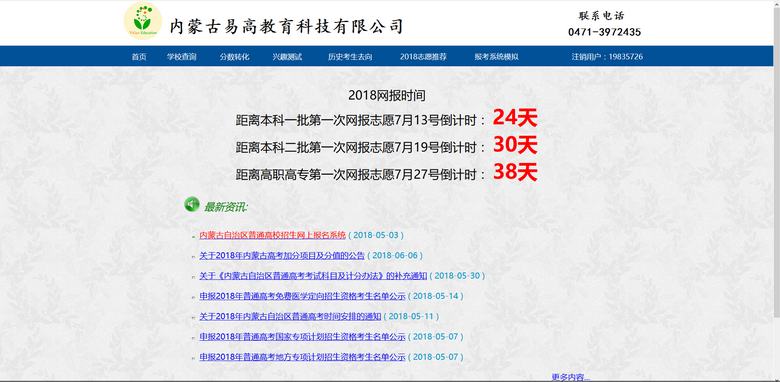 内蒙古易高教育科技有限公司
联系电话
0471-3972435
首页 学校查询 分数转化 兴趣测试 历史考生去向 2018志愿推荐 报考系统模拟 注销用户：19835726
2018网报时间
距离本科一批第一次网报志愿7月13号倒计时： 24天
距离本科二批第一次网报志愿7月19号倒计时： 30天
距离高职高专第一次网报志愿7月27号倒计时： 38天
最新资讯:
内蒙古自治区普通高校招生网上报名系统 ( 2018-05-03 )
关于2018年内蒙古高考加分项目及分值的公告 ( 2018-06-06 )
关于《内蒙古自治区普通高考考试科目及计分办法》的补充通知 ( 2018-05-30 )
申报2018年普通高考免费医学定向招生资格考生名单公示 ( 2018-05-14 )
关于2018年内蒙古自治区普通高考时间安排的通知 ( 2018-05-11 )
申报2018年普通高考国家专项计划招生资格考生名单公示 ( 2018-05-07 )
申报2018年普通高考地方专项计划招生资格考生名单公示 ( 2018-05-07 )
更多内容...